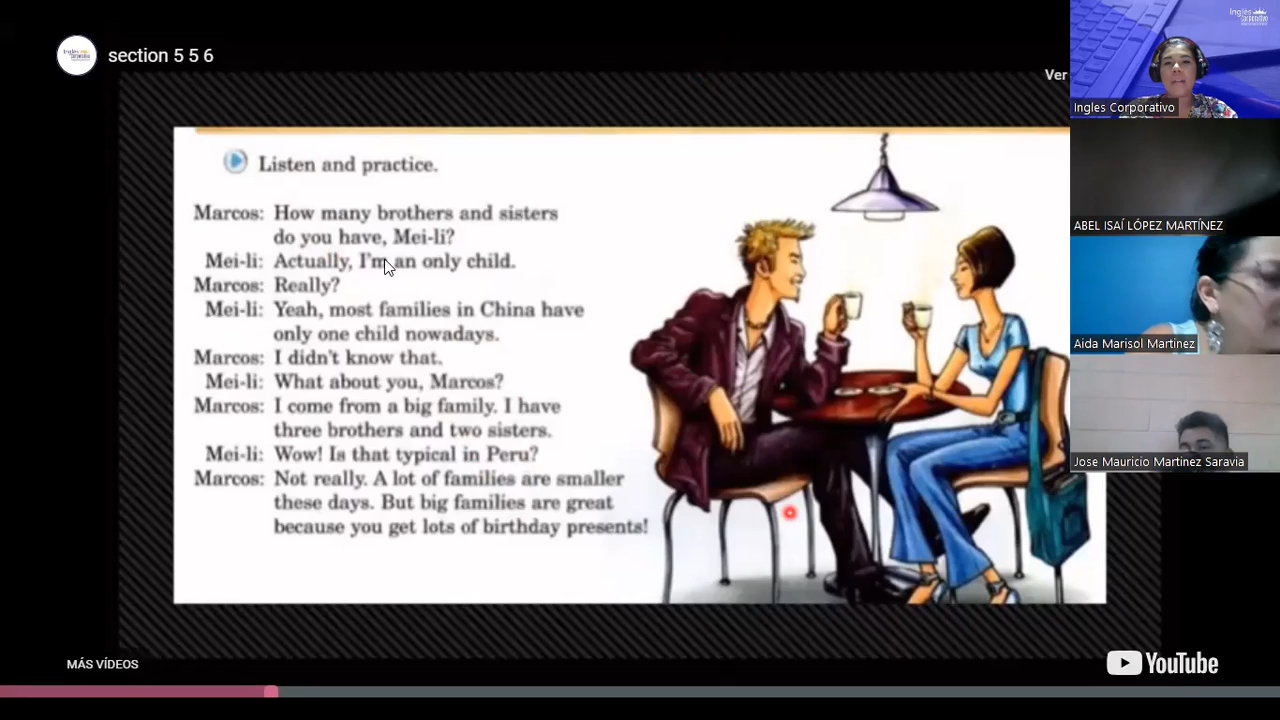 section 5 5 6
Ver
Listen and practice.
Marcos: How many brothers and sisters
do you have, Mei-li?
Mei-li: Actually, I'm an only child.
Marcos: Really?
Mei-li: Yeah, most families in China have
only one child nowadays.
Marcos: I didn't know that.
Mei-li: What about you, Marcos?
Marcos: I come from a big family. I have
three brothers and two sisters.
Mei-li: Wow! Is that typical in Peru?
Marcos: Not really. A lot of families are smaller
these days. But big families are great
because you get lots of birthday presents!
MÁS VÍDEOS
YouTube
Ingles Corporativo
ABEL ISAÍ LÓPEZ MARTÍNEZ
Aida Marisol Martinez
Jose Mauricio Martinez Saravia